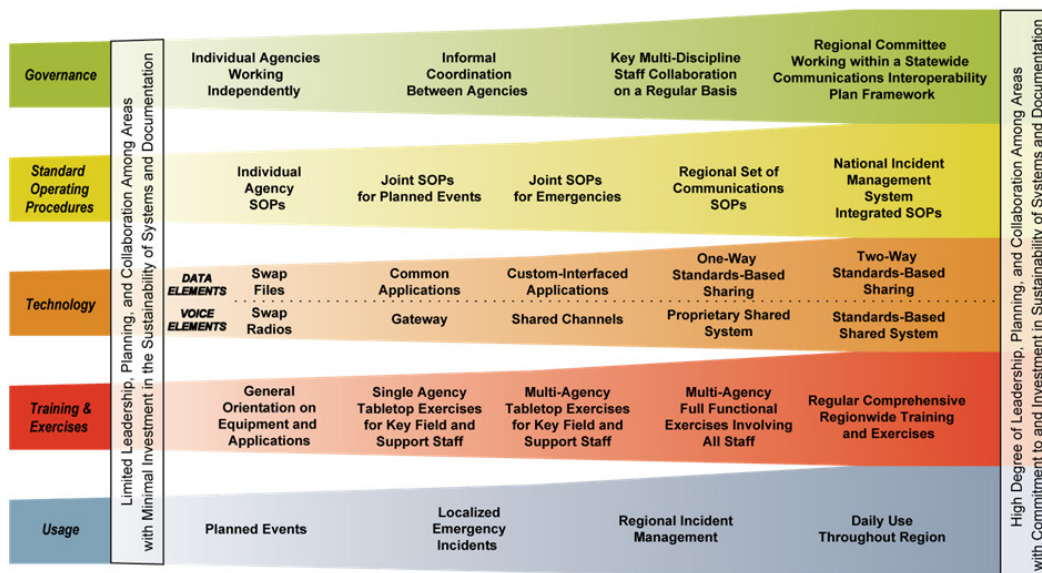 Limited Leadership, Planning, and Collaboration Among Areas
with Minimal Investment in the Sustainability of Systems and Documentation
Governance
Individual Agencies
Working
Independently
Informal
Coordination
Between Agencies
Key Multi-Discipline
Staff Collaboration
on a Regular Basis
Regional Committee
Working within a Statewide
Communications Interoperability
Plan Framework
Standard
Operating
Procedures
Individual
Agency
SOPs
Joint SOPs
for Planned Events
Joint SOPs
for Emergencies
Regional Set of
Communications
SOPs
National Incident
Management
System
Integrated SOPs
Technology
DATA
ELEMENTS
Swap
Files
Common
Applications
Custom-Interfaced
Applications
One-Way
Standards-Based
Sharing
Two-Way
Standards-Based
Sharing
VOICE
ELEMENTS
Swap
Radios
Gateway
Shared Channels
Proprietary Shared
System
Standards-Based
Shared System
Training &
Exercises
General
Orientation on
Equipment and
Applications
Single Agency
Tabletop Exercises
for Key Field and
Support Staff
Multi-Agency
Tabletop Exercises
for Key Field and
Support Staff
Multi-Agency
Full Functional
Exercises Involving
All Staff
Regular Comprehensive
Regionwide Training
and Exercises
Usage
Planned Events
Localized
Emergency
Incidents
Regional Incident
Management
Daily Use
Throughout Region
High Degree of Leadership, Planning, and Collaboration Among Areas
with Commitment to and Investment in Sustainability of Systems and Documentation